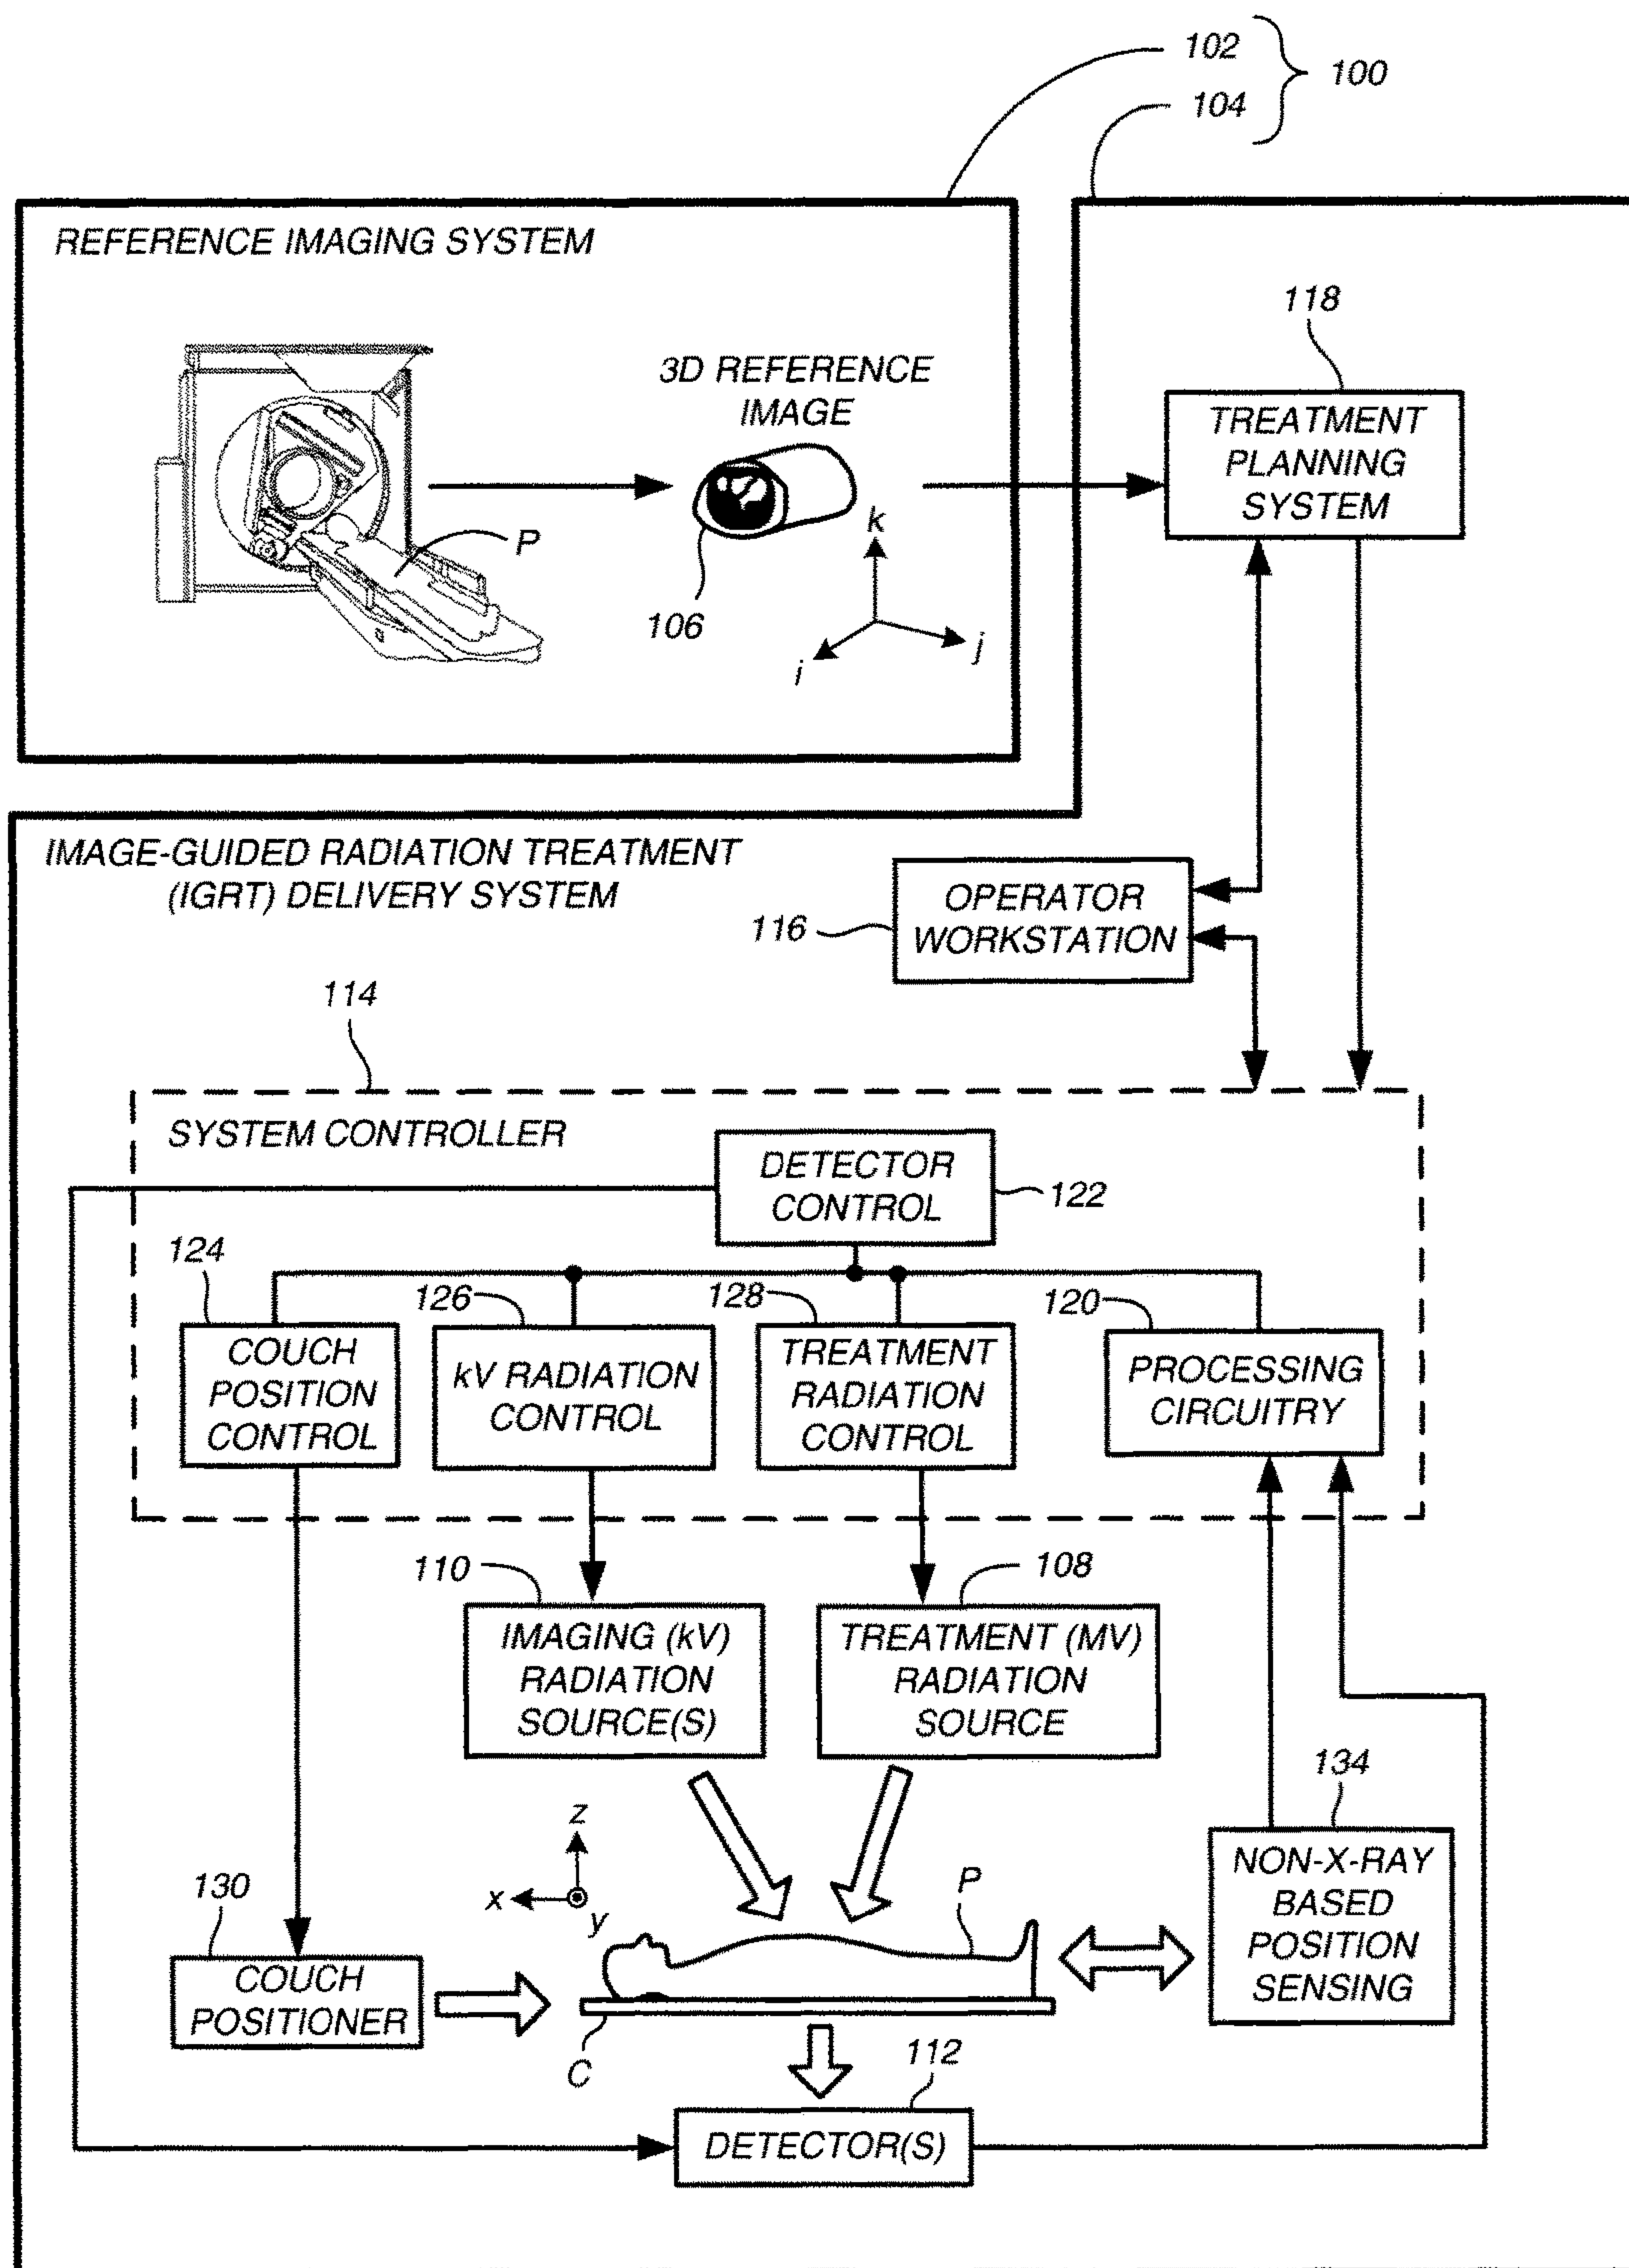 102
100
104
REFERENCE IMAGING SYSTEM
3D REFERENCE
IMAGE
P
106
k
j
i
118
TREATMENT
PLANNING
SYSTEM
IMAGE-GUIDED RADIATION TREATMENT
(IGRT) DELIVERY SYSTEM
116
OPERATOR
WORKSTATION
114
SYSTEM CONTROLLER
DETECTOR
CONTROL
122
124
COUCH
POSITION
CONTROL
126
kV RADIATION
CONTROL
128
TREATMENT
RADIATION
CONTROL
120
PROCESSING
CIRCUITRY
110
IMAGING (kV)
RADIATION
SOURCE(S)
108
TREATMENT (MV)
RADIATION
SOURCE
134
NON-X-RAY
BASED
POSITION
SENSING
z
x
y
P
130
COUCH
POSITIONER
C
112
DETECTOR(S)